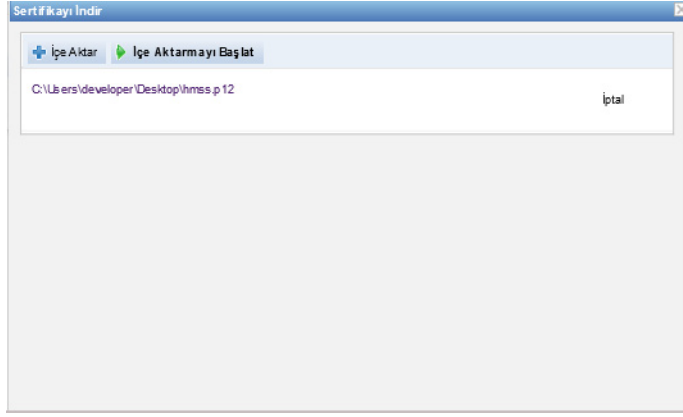 Sertifikayı İndir
İçe Aktar İçe Aktarmayı Başlat
C:\Users\developer\Desktop\hmss.p12
İptal